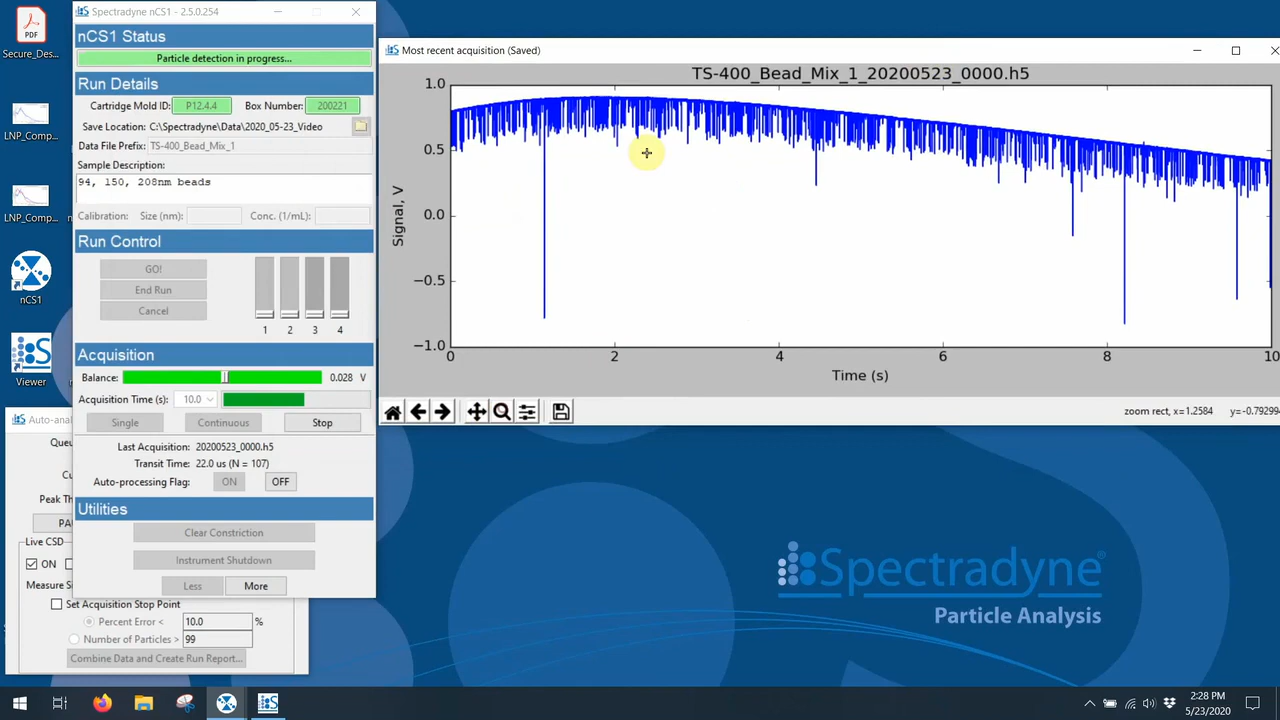 Secure_Des...
LNP_Comp...
LNP_Comp...
nCS1
Viewer
Spectradyne nCS1 - 2.5.0.254
nCS1 Status
Particle detection in progress...
Run Details
Cartridge Mold ID: P12.4.4 Box Number: 200221
Save Location: C:\Spectradyne\Data\2020_05-23_Video
Data File Prefix: TS-400_Bead_Mix_1
Sample Description:
94, 150, 208nm beads
Calibration: Size (nm): Conc. (1/mL):
Run Control
GO!
End Run
Cancel
1 2 3 4
Acquisition
Balance: 0.028 V
Acquisition Time (s): 10.0
Single Continuous Stop
Last Acquisition: 20200523_0000.h5
Transit Time: 22.0 us (N = 107)
Auto-processing Flag: ON OFF
Utilities
Clear Constriction
Instrument Shutdown
Less More
Auto-ana
Queu
Cu
Peak Th
PA
Live CSD
ON
Measure Si
Set Acquisition Stop Point
Percent Error < 10.0 %
Number of Particles > 99
Combine Data and Create Run Report...
Most recent acquisition (Saved)
TS-400_Bead_Mix_1_20200523_0000.h5
1.0
0.5
0.0
−0.5
−1.0
Signal, V
0 2 4 6 8 10
Time (s)
zoom rect, x=1.2584 y=-0.79299
Spectradyne®
Particle Analysis
2:28 PM
5/23/2020